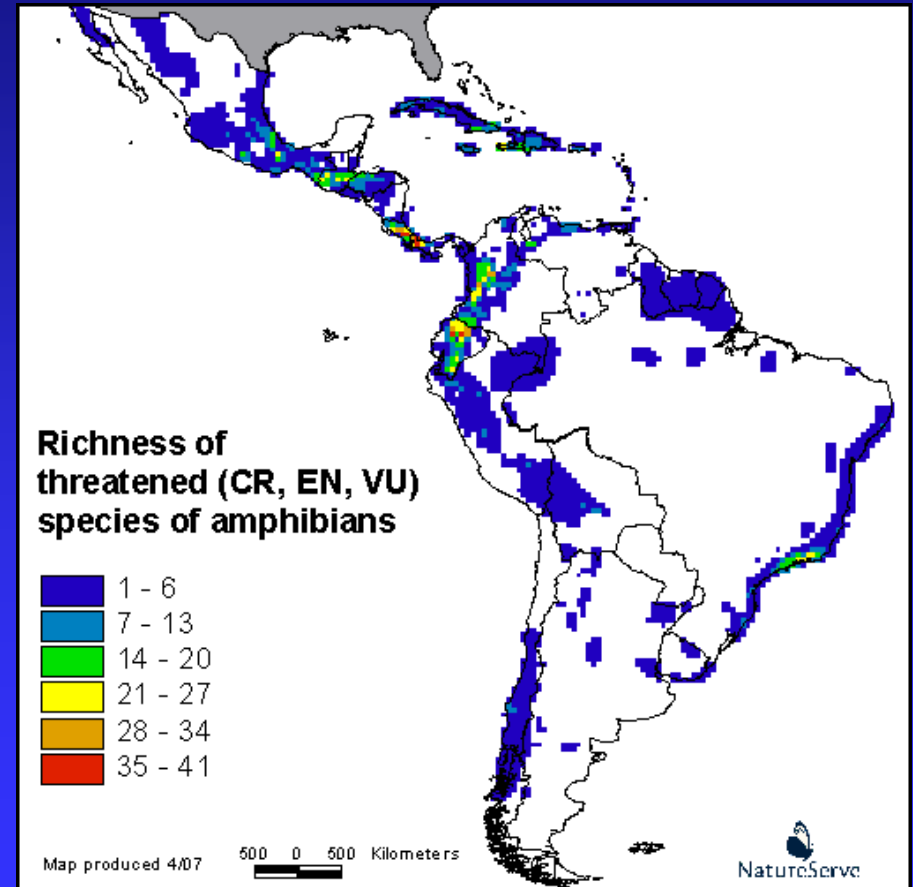 Richness of
threatened (CR, EN, VU)
species of amphibians
1 - 6
7 - 13
14 - 20
21 - 27
28 - 34
35 - 41
Map produced 4/07
500 0 500 Kilometers
NatureServe